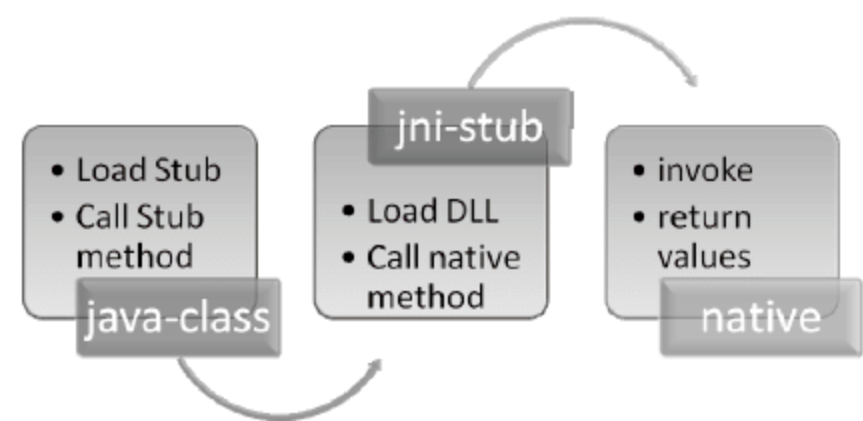 • Load Stub
• Call Stub
method
java-class
jni-stub
• Load DLL
• Call native
method
• invoke
• return
values
native